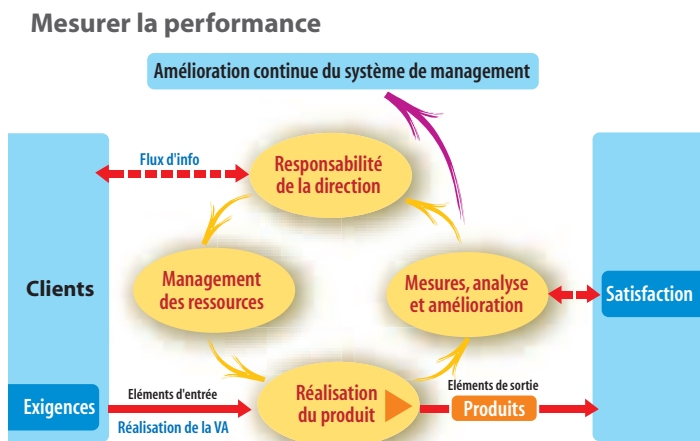 Mesurer la performance
Amélioration continue du système de management
Flux d'info
Responsabilité
de la direction
Clients
Management
des ressources
Mesures, analyse
et amélioration
Satisfaction
Exigences
Eléments d'entrée
Réalisation de la VA
Réalisation
du produit
Eléments de sortie
Produits